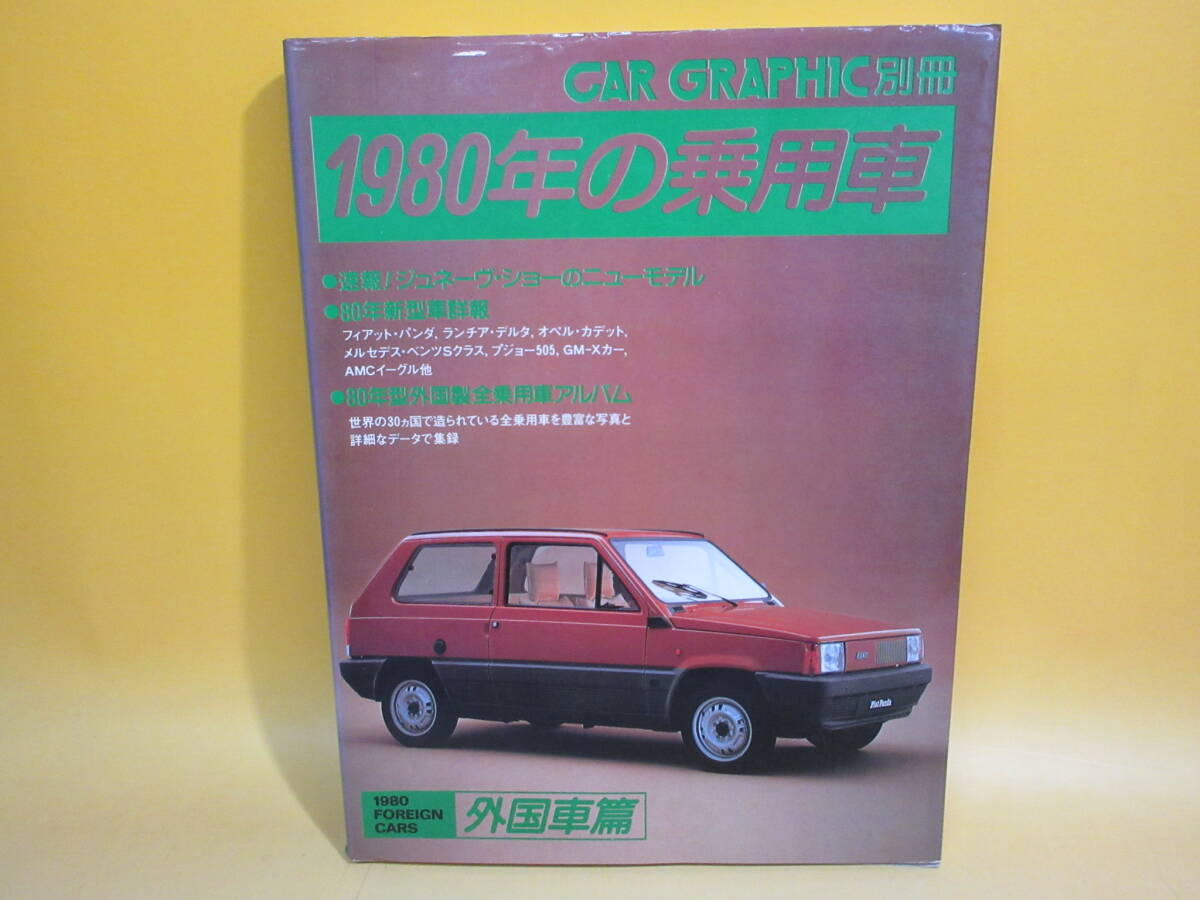 CAR GRAPHIC別冊
1980年の乗用車
●速報!ジュネーヴ・ショーのニューモデル
●80年新型車詳報
フィアット・パンダ, ランチア・デルタ, オペル・カデット,
メルセデス・ベンツSクラス, プジョー505, GM-Xカー,
AMCイーグル他
●80年型外国製全乗用車アルバム
世界の30ヵ国で造られている全乗用車を豊富な写真と
詳細なデータで集録
FIAT
Fiat Panda
1980
FOREIGN
CARS
外国車篇